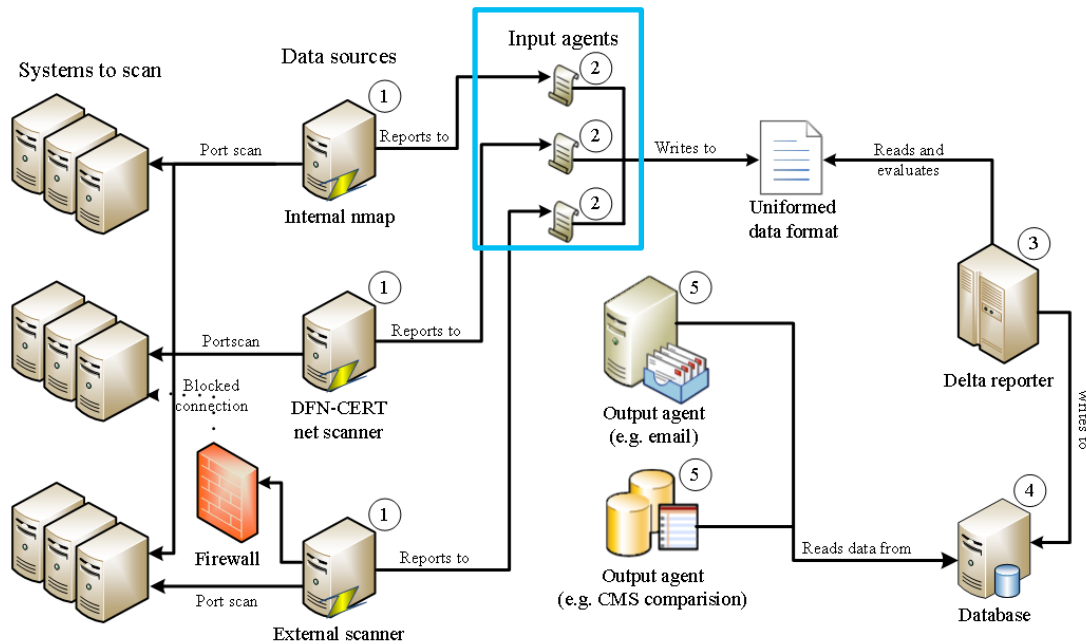 Systems to scan
Data sources
Input agents
1
2
Reports to
Port scan
2
Writes to
Reads and
evaluates
2
Internal nmap
Uniformed
data format
3
1
5
Portscan
Reports to
Delta reporter
Blocked
connection
DFN-CERT
net scanner
Output agent
(e.g. email)
Writes to
5
4
1
Firewall
Reports to
Reads data from
Port scan
Output agent
(e.g. CMS comparision)
External scanner
Database